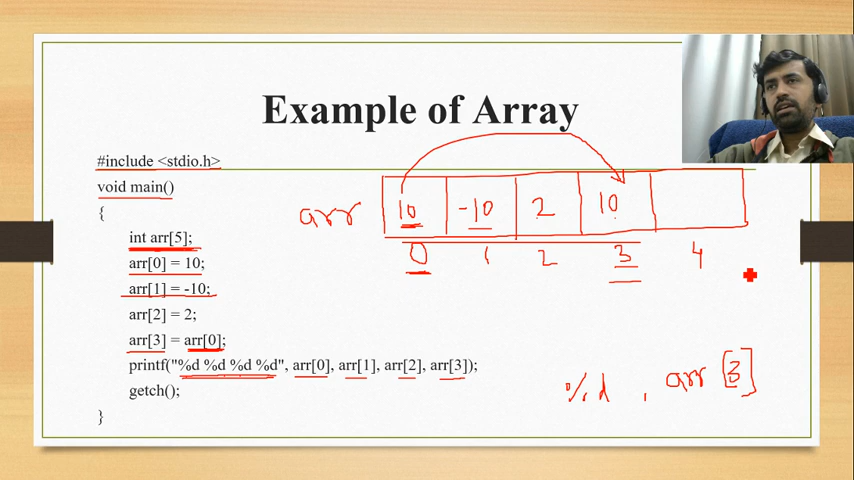 Example of Array
#include <stdio.h>
void main()
{
int arr[5];
arr[0] = 10;
arr[1] = -10;
arr[2] = 2;
arr[3] = arr[0];
printf("%d %d %d %d", arr[0], arr[1], arr[2], arr[3]);
getch();
}
arr 10 -10 2 10
0 1 2 3 4
%d , arr [3]